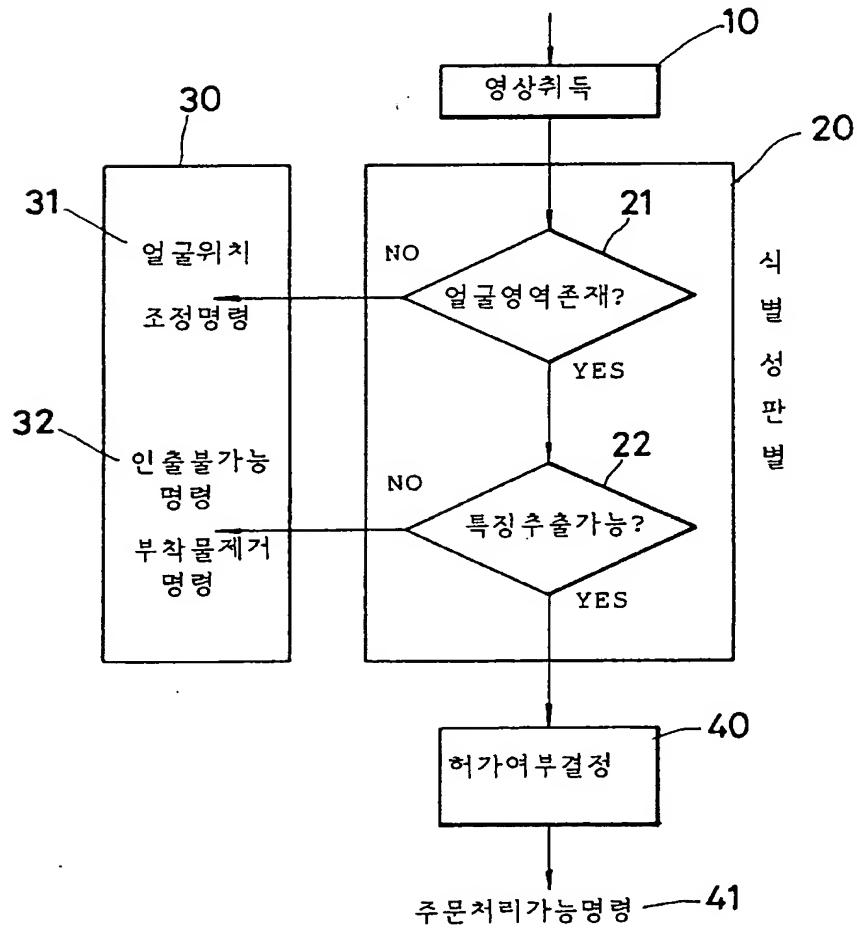 10
영상취득
30
20
31
21
얼굴위치
NO
얼굴영역존재?
조정명령
YES
식별성판별
32
22
인출불가능
명령
NO
특징추출가능?
부착물제거
명령
YES
40
허가여부결정
주문처리가능명령
41